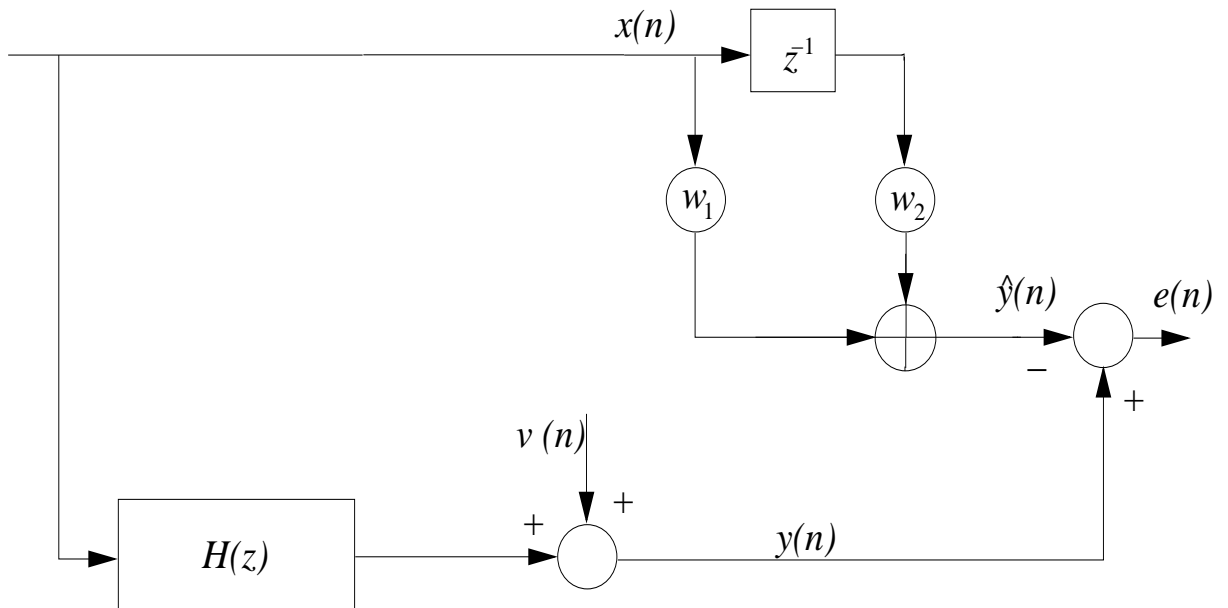 x(n)
z⁻¹
w₁
w₂
ŷ(n)
e(n)
−
+
v (n)
+
+
H(z)
y(n)